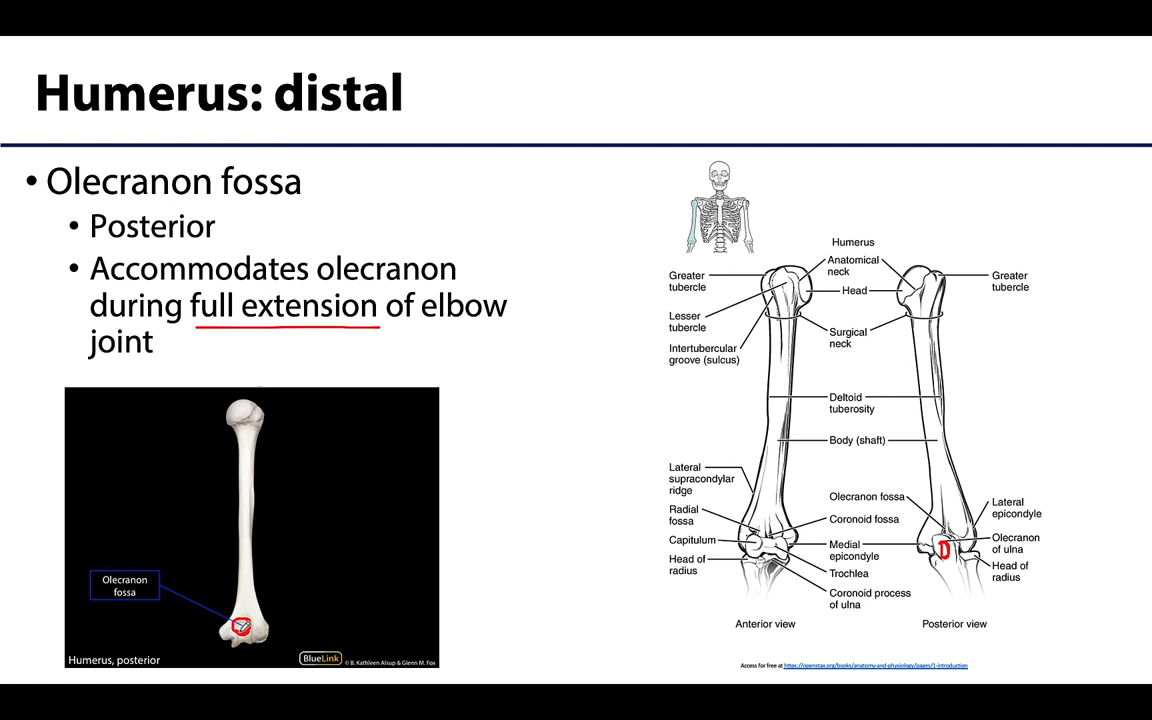 Humerus: distal
• Olecranon fossa
• Posterior
• Accommodates olecranon
during full extension of elbow
joint
Olecranon
fossa
Humerus, posterior
BlueLink
© B. Kathleen Alsup & Glenn M. Fox
Humerus
Anatomical
neck
Greater
tubercle
Head
Greater
tubercle
Lesser
tubercle
Surgical
neck
Intertubercular
groove (sulcus)
Deltoid
tuberosity
Body (shaft)
Lateral
supracondylar
ridge
Olecranon fossa
Lateral
epicondyle
Radial
fossa
Coronoid fossa
Capitulum
Medial
epicondyle
Olecranon
of ulna
Head of
radius
Trochlea
Head of
radius
Coronoid process
of ulna
Anterior view
Posterior view
Access for free at https://openstax.org/books/anatomy-and-physiology/pages/1-introduction